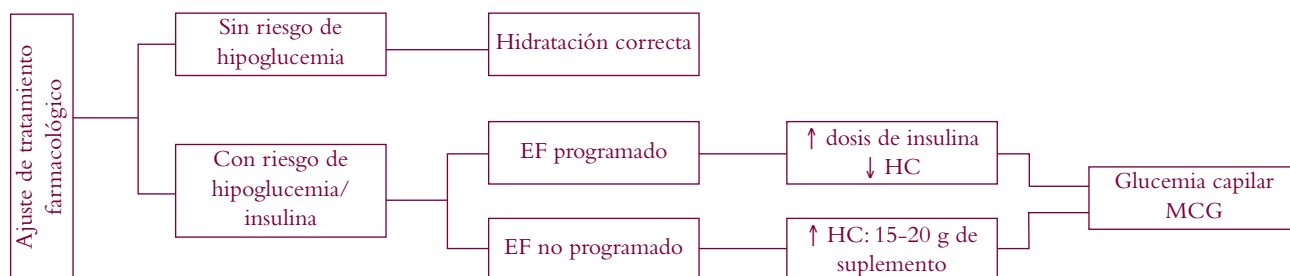 Ajuste de tratamiento
farmacológico
Sin riesgo de
hipoglucemia
Hidratación correcta
Con riesgo de
hipoglucemia/
insulina
EF programado
↑ dosis de insulina
↓ HC
EF no programado
↑ HC: 15-20 g de
suplemento
Glucemia capilar
MCG